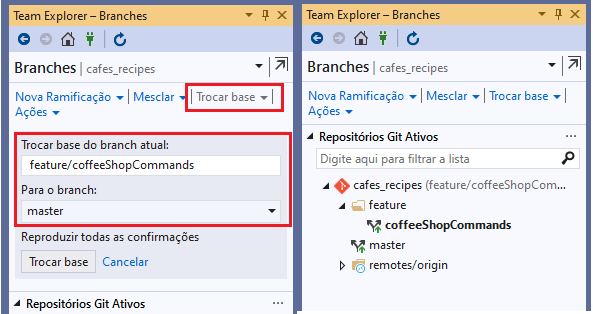 Team Explorer – Branches
Branches | cafes_recipes
Nova Ramificação | Mesclar | Trocar base |
Ações
Trocar base do branch atual:
feature/coffeeShopCommands
Para o branch:
master
Reproduzir todas as confirmações
Trocar base Cancelar
Repositórios Git Ativos
Team Explorer – Branches
Branches | cafes_recipes
Nova Ramificação | Mesclar | Trocar base |
Ações
Repositórios Git Ativos
Digite aqui para filtrar a lista
cafes_recipes (feature/coffeeShopCom...
feature
coffeeShopCommands
master
remotes/origin